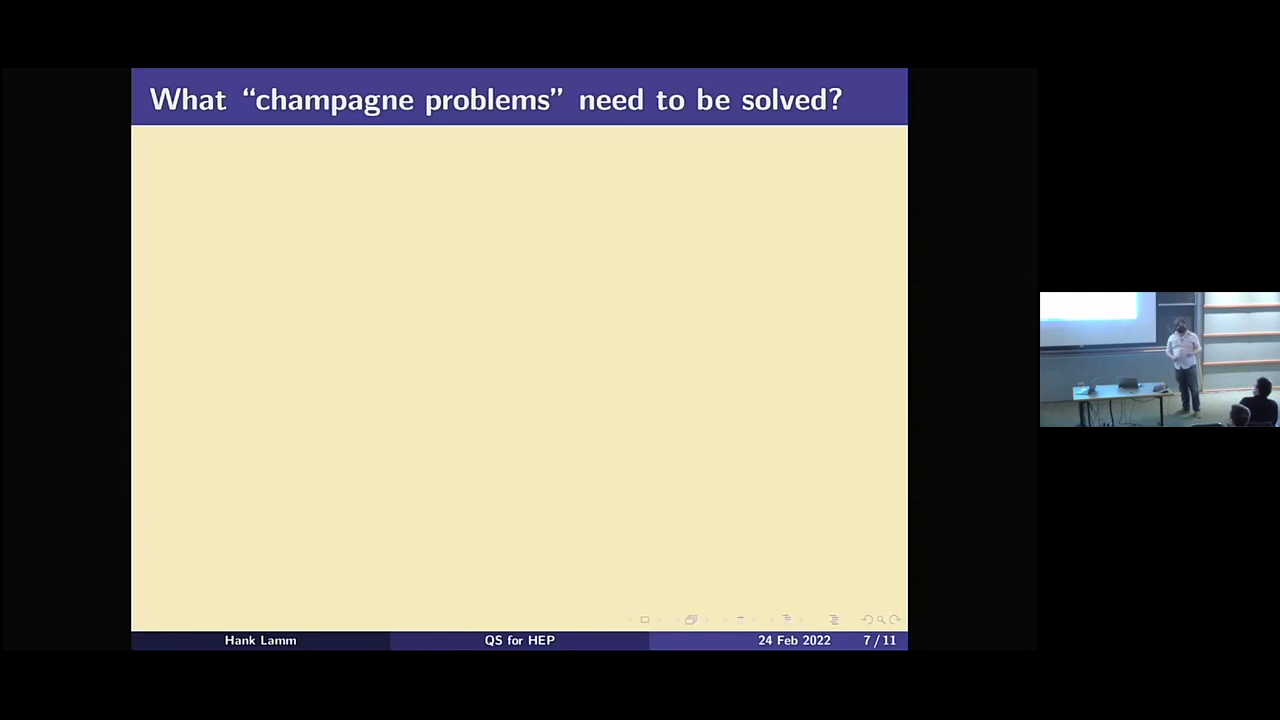 What “champagne problems” need to be solved?
Hank Lamm
QS for HEP
24 Feb 2022
7 / 11